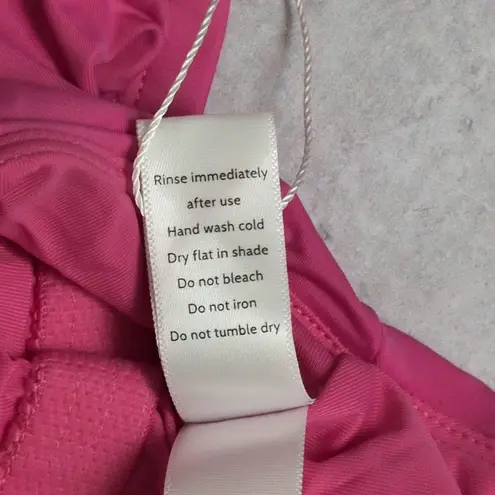 Rinse immediately
after use
Hand wash cold
Dry flat in shade
Do not bleach
Do not iron
Do not tumble dry